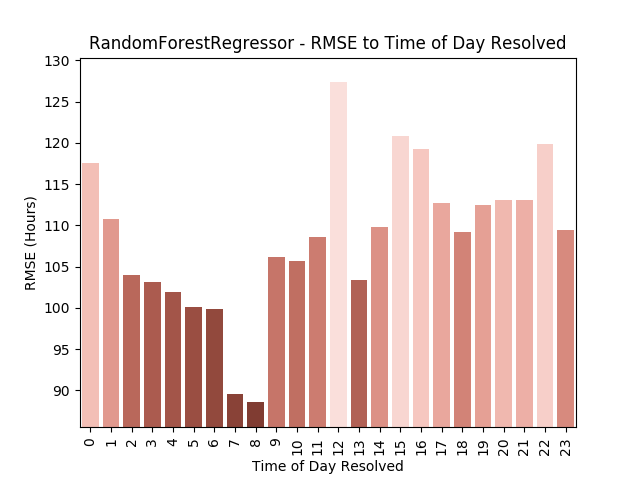 RandomForestRegressor - RMSE to Time of Day Resolved
130
125
120
115
110
105
100
95
90
RMSE (Hours)
0 1 2 3 4 5 6 7 8 9 10 11 12 13 14 15 16 17 18 19 20 21 22 23
Time of Day Resolved